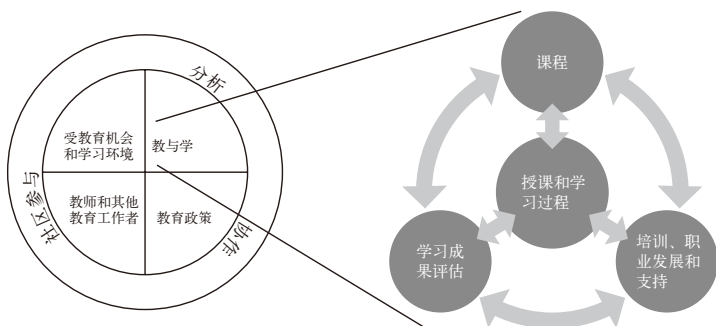 分析
受教育机会
和学习环境
教与学
社区参与
教师和其他
教育工作者
教育政策
协作
课程
授课和学
习过程
学习成
果评估
培训、职
业发展和
支持